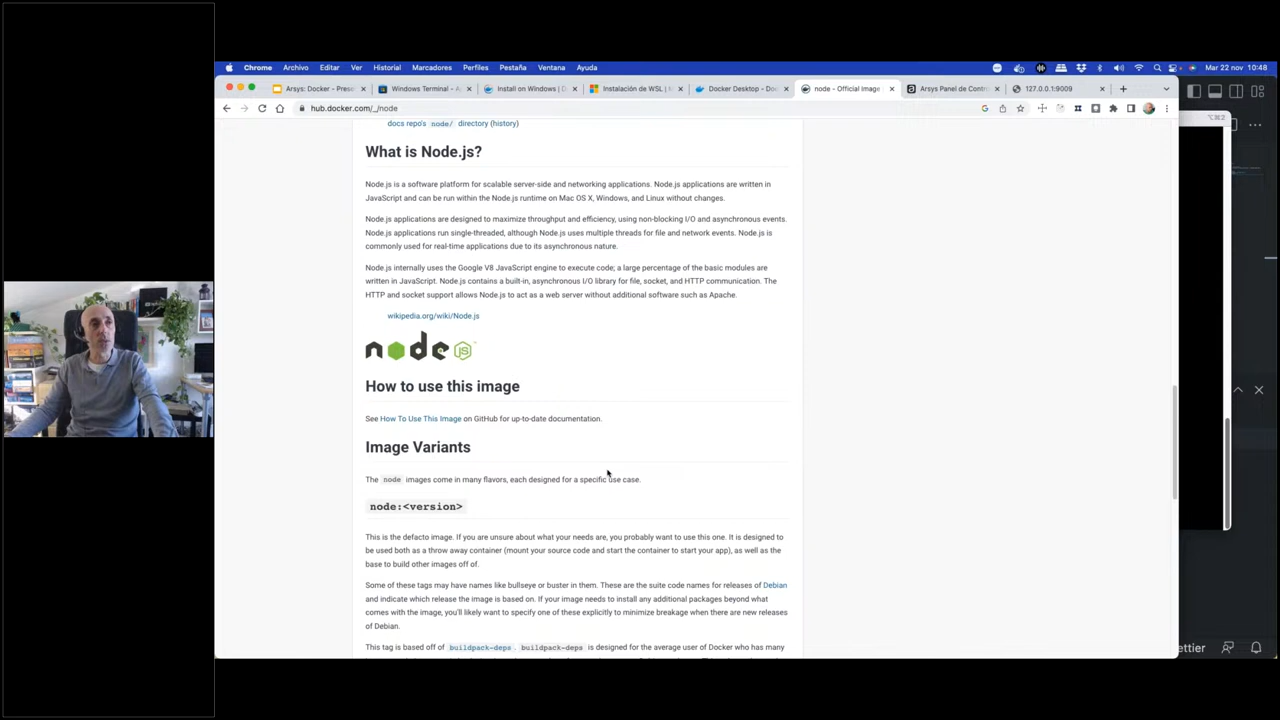 Chrome Archivo Editar Ver Historial Marcadores Perfiles Pestaña Ventana Ayuda
Mar 22 nov 10:48
Arsys: Docker - Prese
Windows Terminal - A
Install on Windows | D
Instalación de WSL | M
Docker Desktop - Doc
node - Official Image
Arsys Panel de Contr
127.0.0.1:9009
hub.docker.com/_/node
docs repo's node/ directory (history)
What is Node.js?
Node.js is a software platform for scalable server-side and networking applications. Node.js applications are written in
JavaScript and can be run within the Node.js runtime on Mac OS X, Windows, and Linux without changes.
Node.js applications are designed to maximize throughput and efficiency, using non-blocking I/O and asynchronous events.
Node.js applications run single-threaded, although Node.js uses multiple threads for file and network events. Node.js is
commonly used for real-time applications due to its asynchronous nature.
Node.js internally uses the Google V8 JavaScript engine to execute code; a large percentage of the basic modules are
written in JavaScript. Node.js contains a built-in, asynchronous I/O library for file, socket, and HTTP communication. The
HTTP and socket support allows Node.js to act as a web server without additional software such as Apache.
wikipedia.org/wiki/Node.js
node JS
How to use this image
See How To Use This Image on GitHub for up-to-date documentation.
Image Variants
The node images come in many flavors, each designed for a specific use case.
node:<version>
This is the defacto image. If you are unsure about what your needs are, you probably want to use this one. It is designed to
be used both as a throw away container (mount your source code and start the container to start your app), as well as the
base to build other images off of.
Some of these tags may have names like bullseye or buster in them. These are the suite code names for releases of Debian
and indicate which release the image is based on. If your image needs to install any additional packages beyond what
comes with the image, you'll likely want to specify one of these explicitly to minimize breakage when there are new releases
of Debian.
This tag is based off of buildpack-deps. buildpack-deps is designed for the average user of Docker who has many
ettier